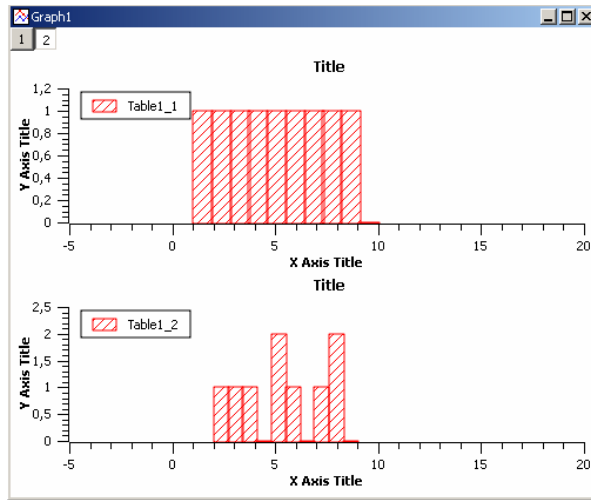 Graph1
1 2
Title
Table1_1
Y Axis Title
1,2
1
0,8
0,6
0,4
0,2
0
-5 0 5 10 15 20
X Axis Title
Title
Table1_2
Y Axis Title
2,5
2
1,5
1
0,5
0
-5 0 5 10 15 20
X Axis Title